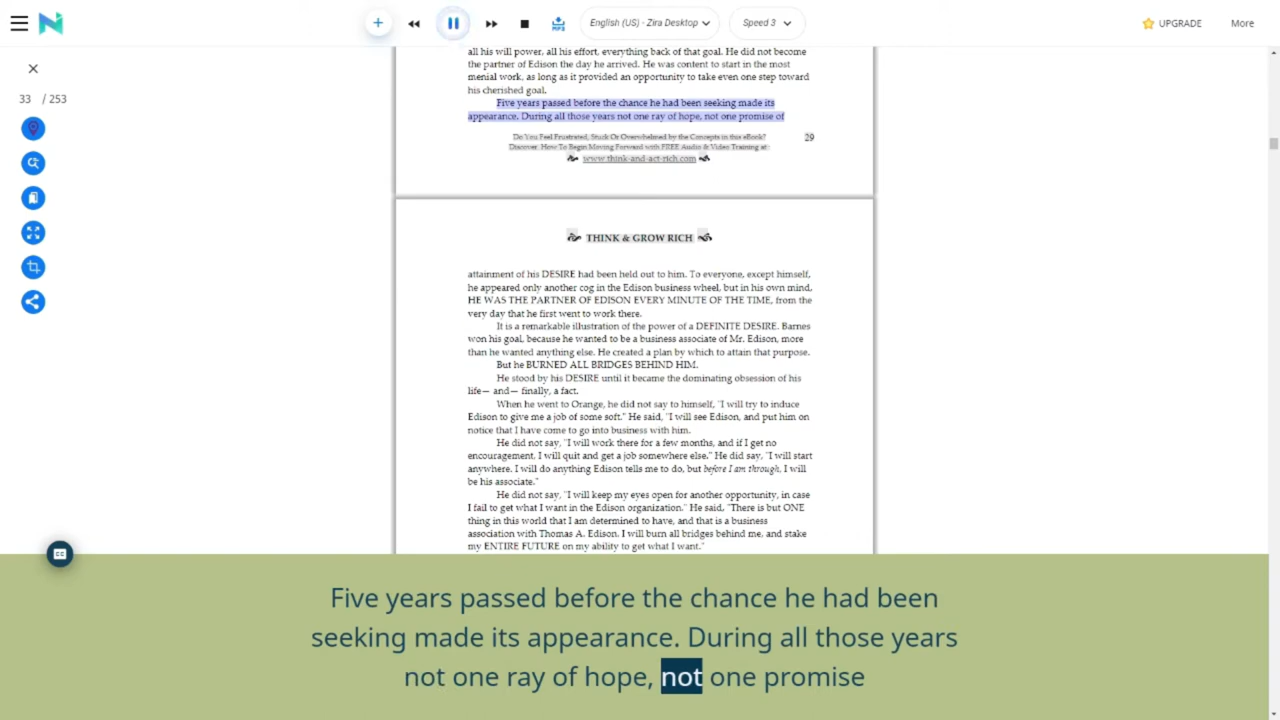 English (US) - Zira Desktop
Speed 3
UPGRADE
More
33 / 253
all his will power, all his effort, everything back of that goal. He did not become
the partner of Edison the day he arrived. He was content to start in the most
menial work, as long as it provided an opportunity to take even one step toward
his cherished goal.
Five years passed before the chance he had been seeking made its
appearance. During all those years not one ray of hope, not one promise of
Do You Feel Frustrated, Stuck Or Overwhelmed by the Concepts in this eBook?
29
Discover: How To Begin Moving Forward with FREE Audio & Video Training at:
www.think-and-act-rich.com
THINK & GROW RICH
attainment of his DESIRE had been held out to him. To everyone, except himself,
he appeared only another cog in the Edison business wheel, but in his own mind,
HE WAS THE PARTNER OF EDISON EVERY MINUTE OF THE TIME, from the
very day that he first went to work there.
It is a remarkable illustration of the power of a DEFINITE DESIRE. Barnes
won his goal, because he wanted to be a business associate of Mr. Edison, more
than he wanted anything else. He created a plan by which to attain that purpose.
But he BURNED ALL BRIDGES BEHIND HIM.
He stood by his DESIRE until it became the dominating obsession of his
life— and— finally, a fact.
When he went to Orange, he did not say to himself, "I will try to induce
Edison to give me a job of some soft." He said, "I will see Edison, and put him on
notice that I have come to go into business with him.
He did not say, "I will work there for a few months, and if I get no
encouragement, I will quit and get a job somewhere else." He did say, "I will start
anywhere. I will do anything Edison tells me to do, but before I am through, I will
be his associate."
He did not say, "I will keep my eyes open for another opportunity, in case
I fail to get what I want in the Edison organization." He said, "There is but ONE
thing in this world that I am determined to have, and that is a business
association with Thomas A. Edison. I will burn all bridges behind me, and stake
my ENTIRE FUTURE on my ability to get what I want."
CC
Five years passed before the chance he had been
seeking made its appearance. During all those years
not one ray of hope, not one promise